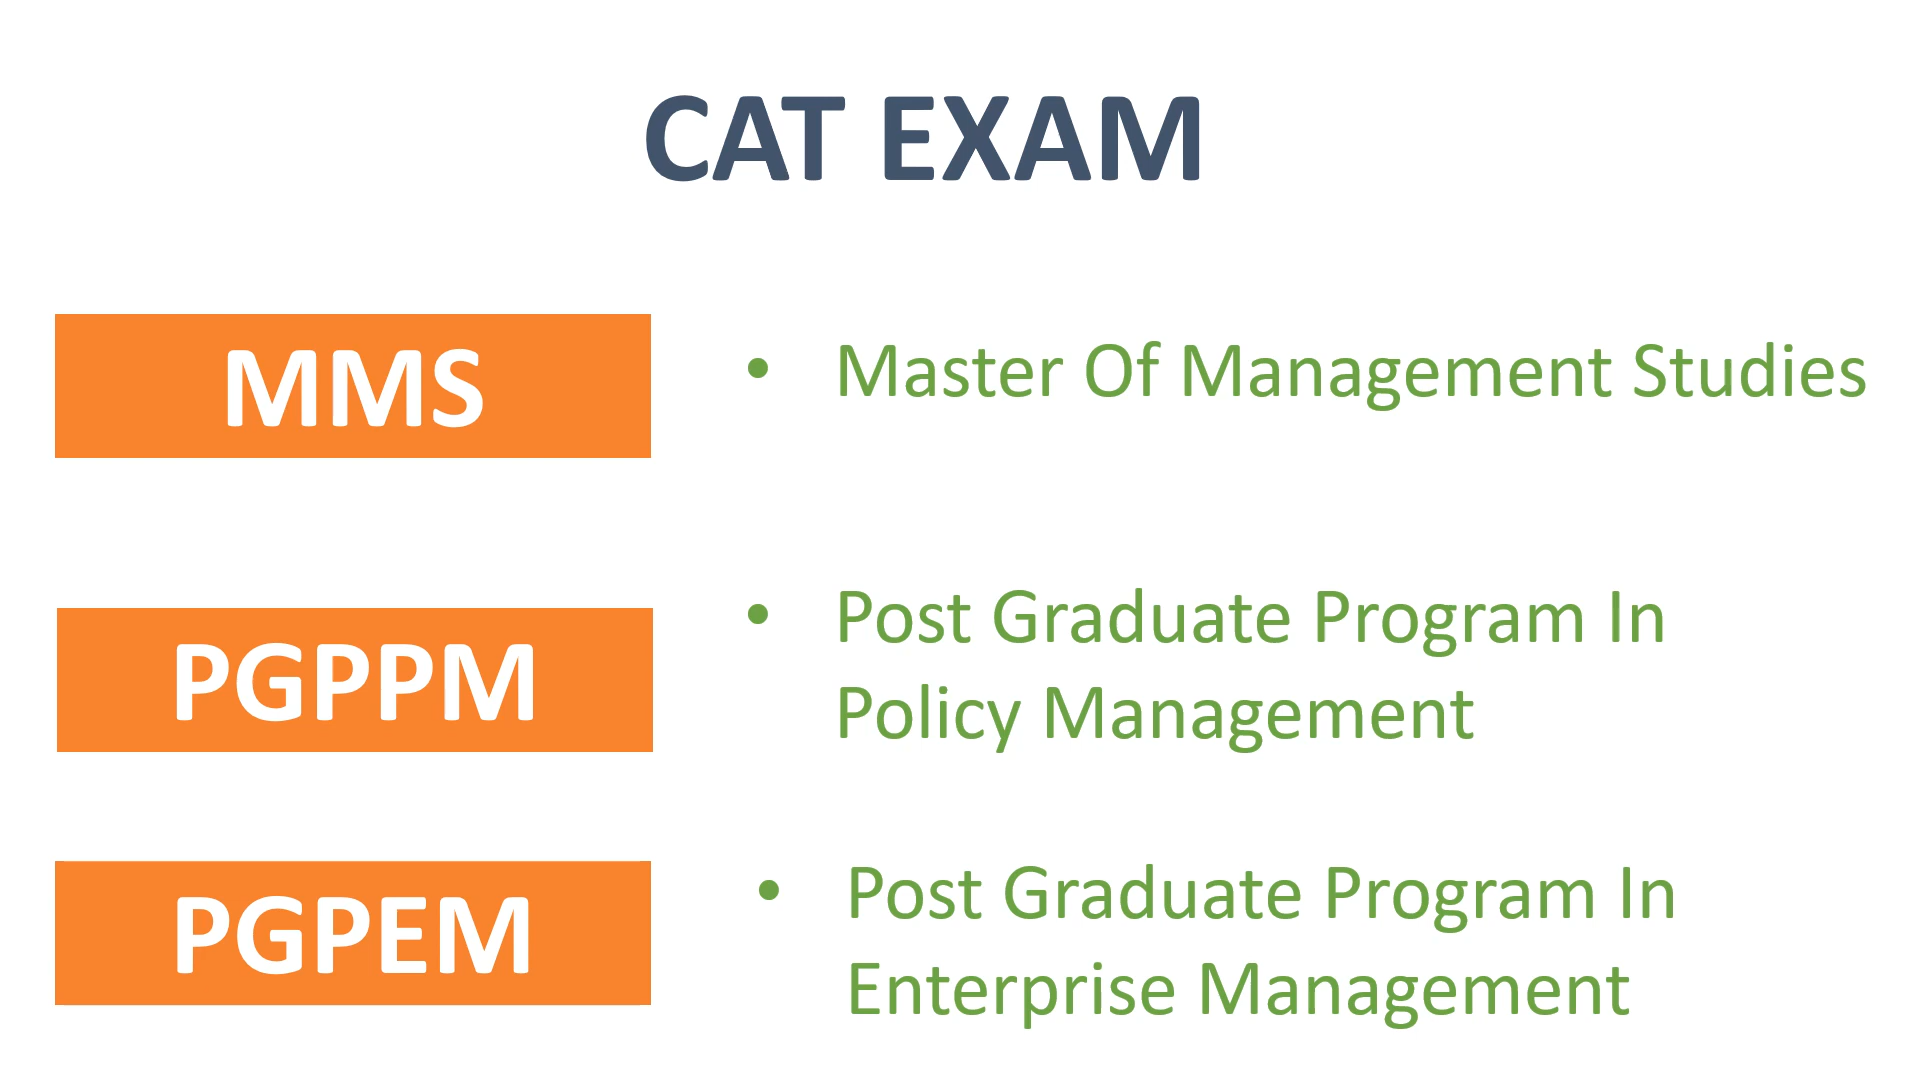 CAT EXAM
MMS
• Master Of Management Studies
PGPPM
• Post Graduate Program In
Policy Management
PGPEM
• Post Graduate Program In
Enterprise Management